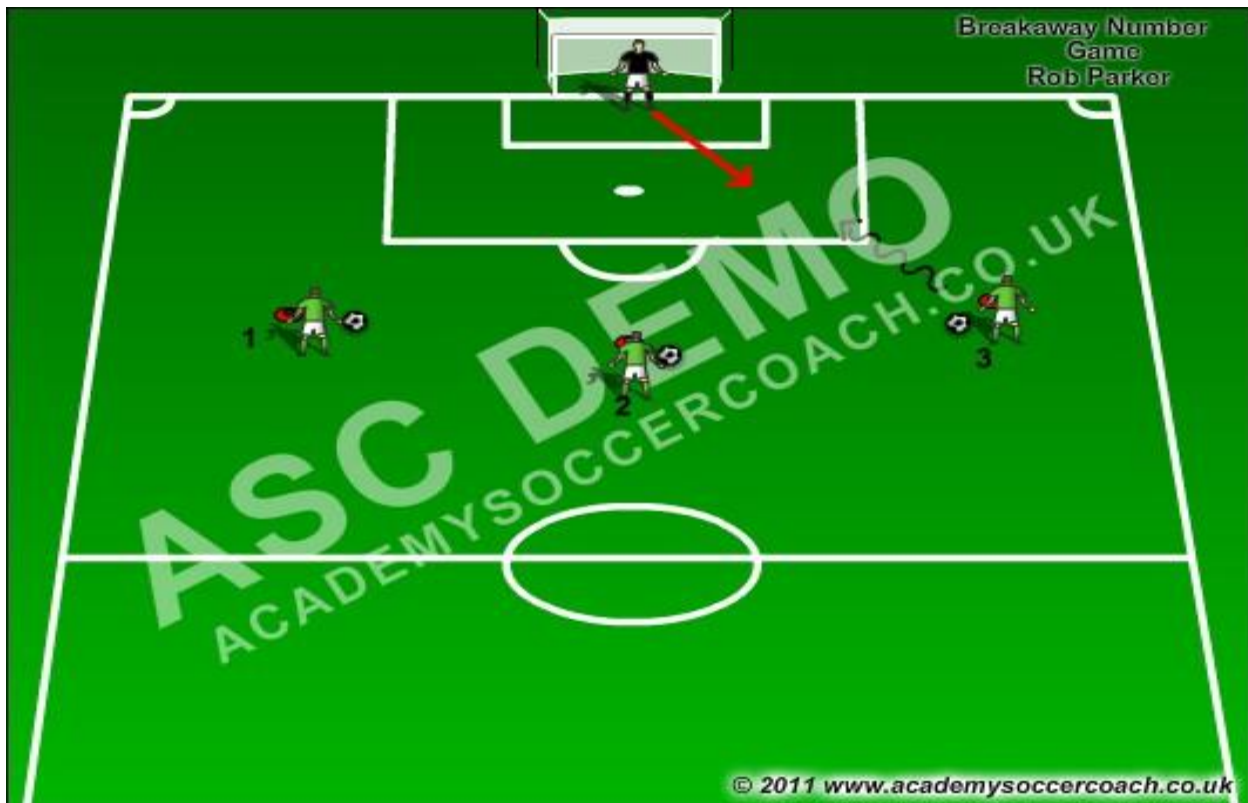 Breakaway Number
Game
Rob Parker
ASC DEMO
ACADEMYSOCCERCOACH.CO.UK
1
2
3
© 2011 www.academysoccercoach.co.uk